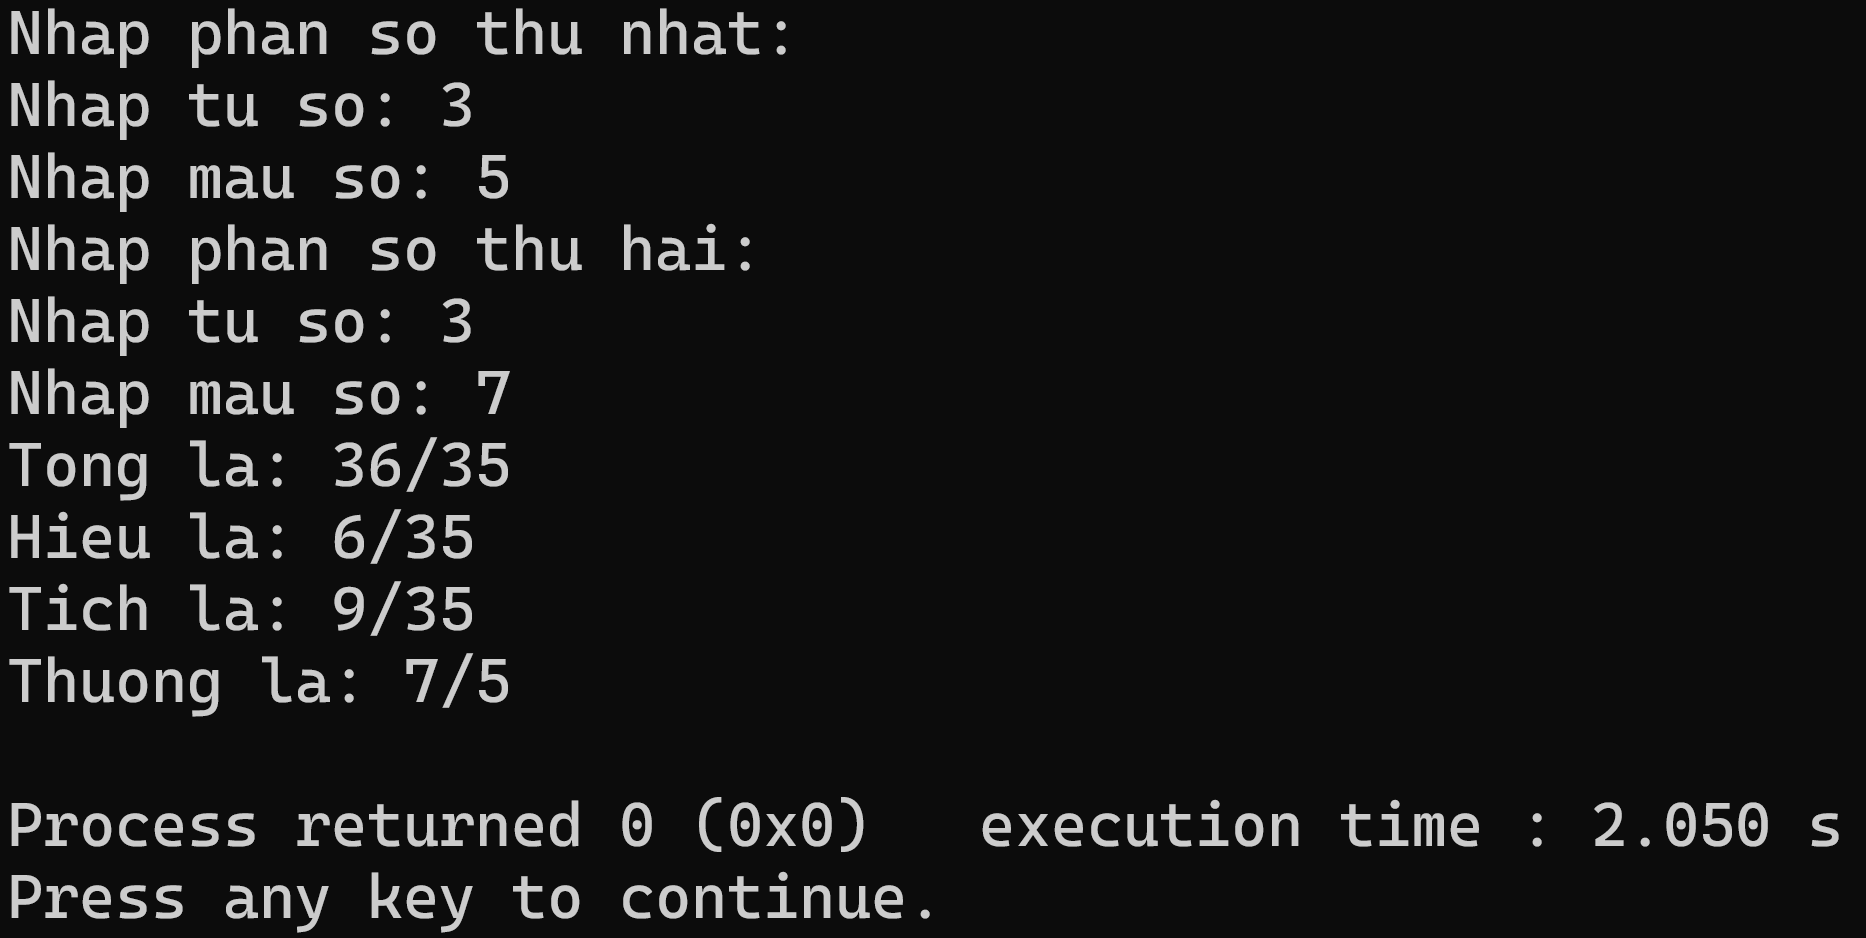 Nhap phan so thu nhat:
Nhap tu so: 3
Nhap mau so: 5
Nhap phan so thu hai:
Nhap tu so: 3
Nhap mau so: 7
Tong la: 36/35
Hieu la: 6/35
Tich la: 9/35
Thuong la: 7/5
Process returned 0 (0x0)   execution time : 2.050 s
Press any key to continue.